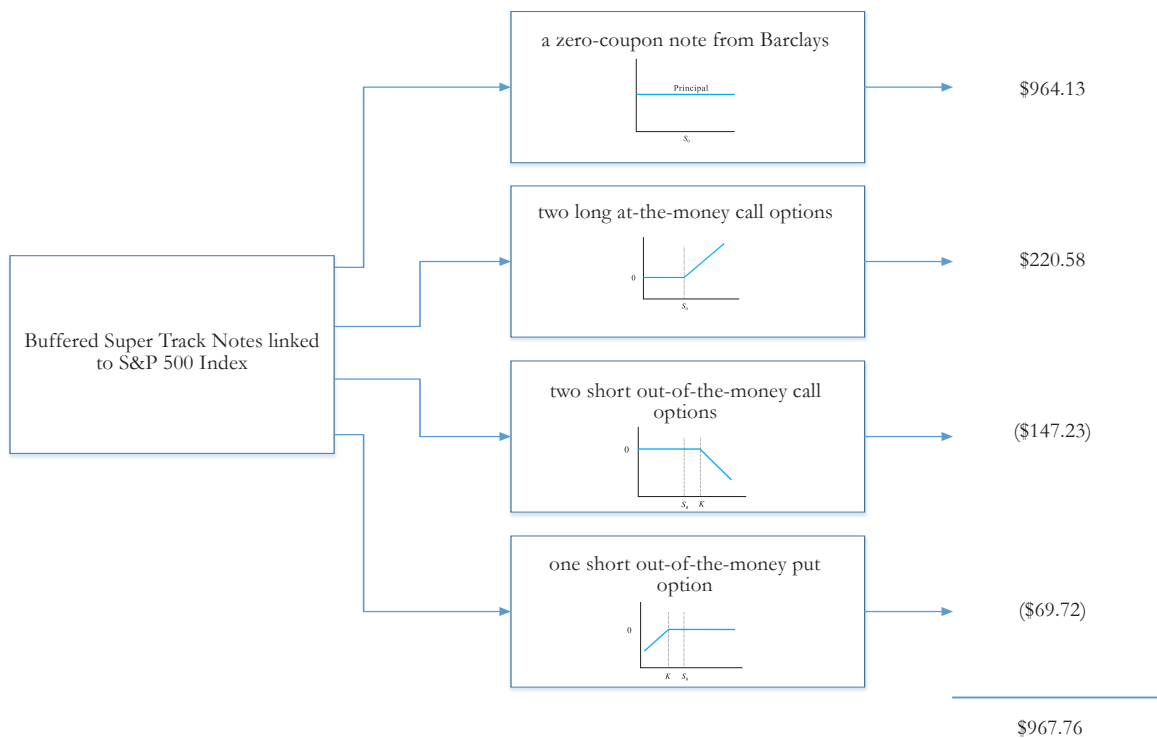 a zero-coupon note from Barclays
Principal
S₀
$964.13
two long at-the-money call options
0
S₀
$220.58
Buffered Super Track Notes linked
to S&P 500 Index
two short out-of-the-money call
options
0
S₀ K
($147.23)
one short out-of-the-money put
option
0
K S₀
($69.72)
$967.76